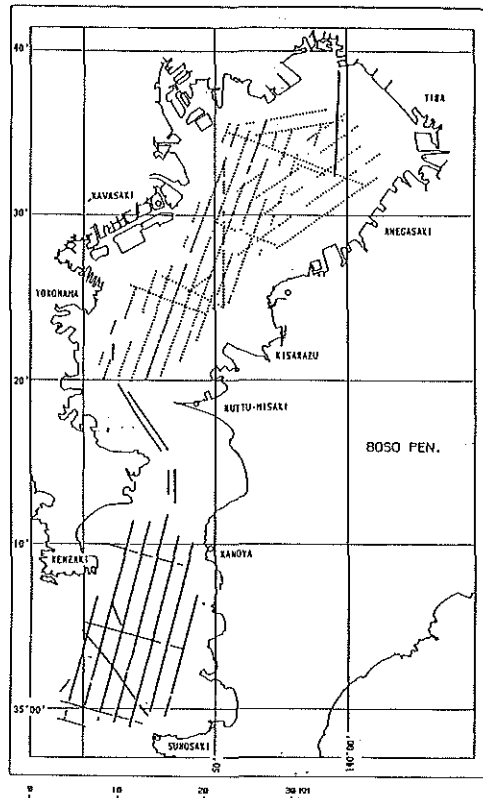 40'
TIBA
KAWASAKI
30'
ANEGASAKI
YOKOHAMA
KISARAZU
20'
HUTTU-MISAKI
BOSO PEN.
10'
KENZAKI
KANOYA
35°00'
SUNOSAKI
50'
140°00'
0
10
20
30 KM